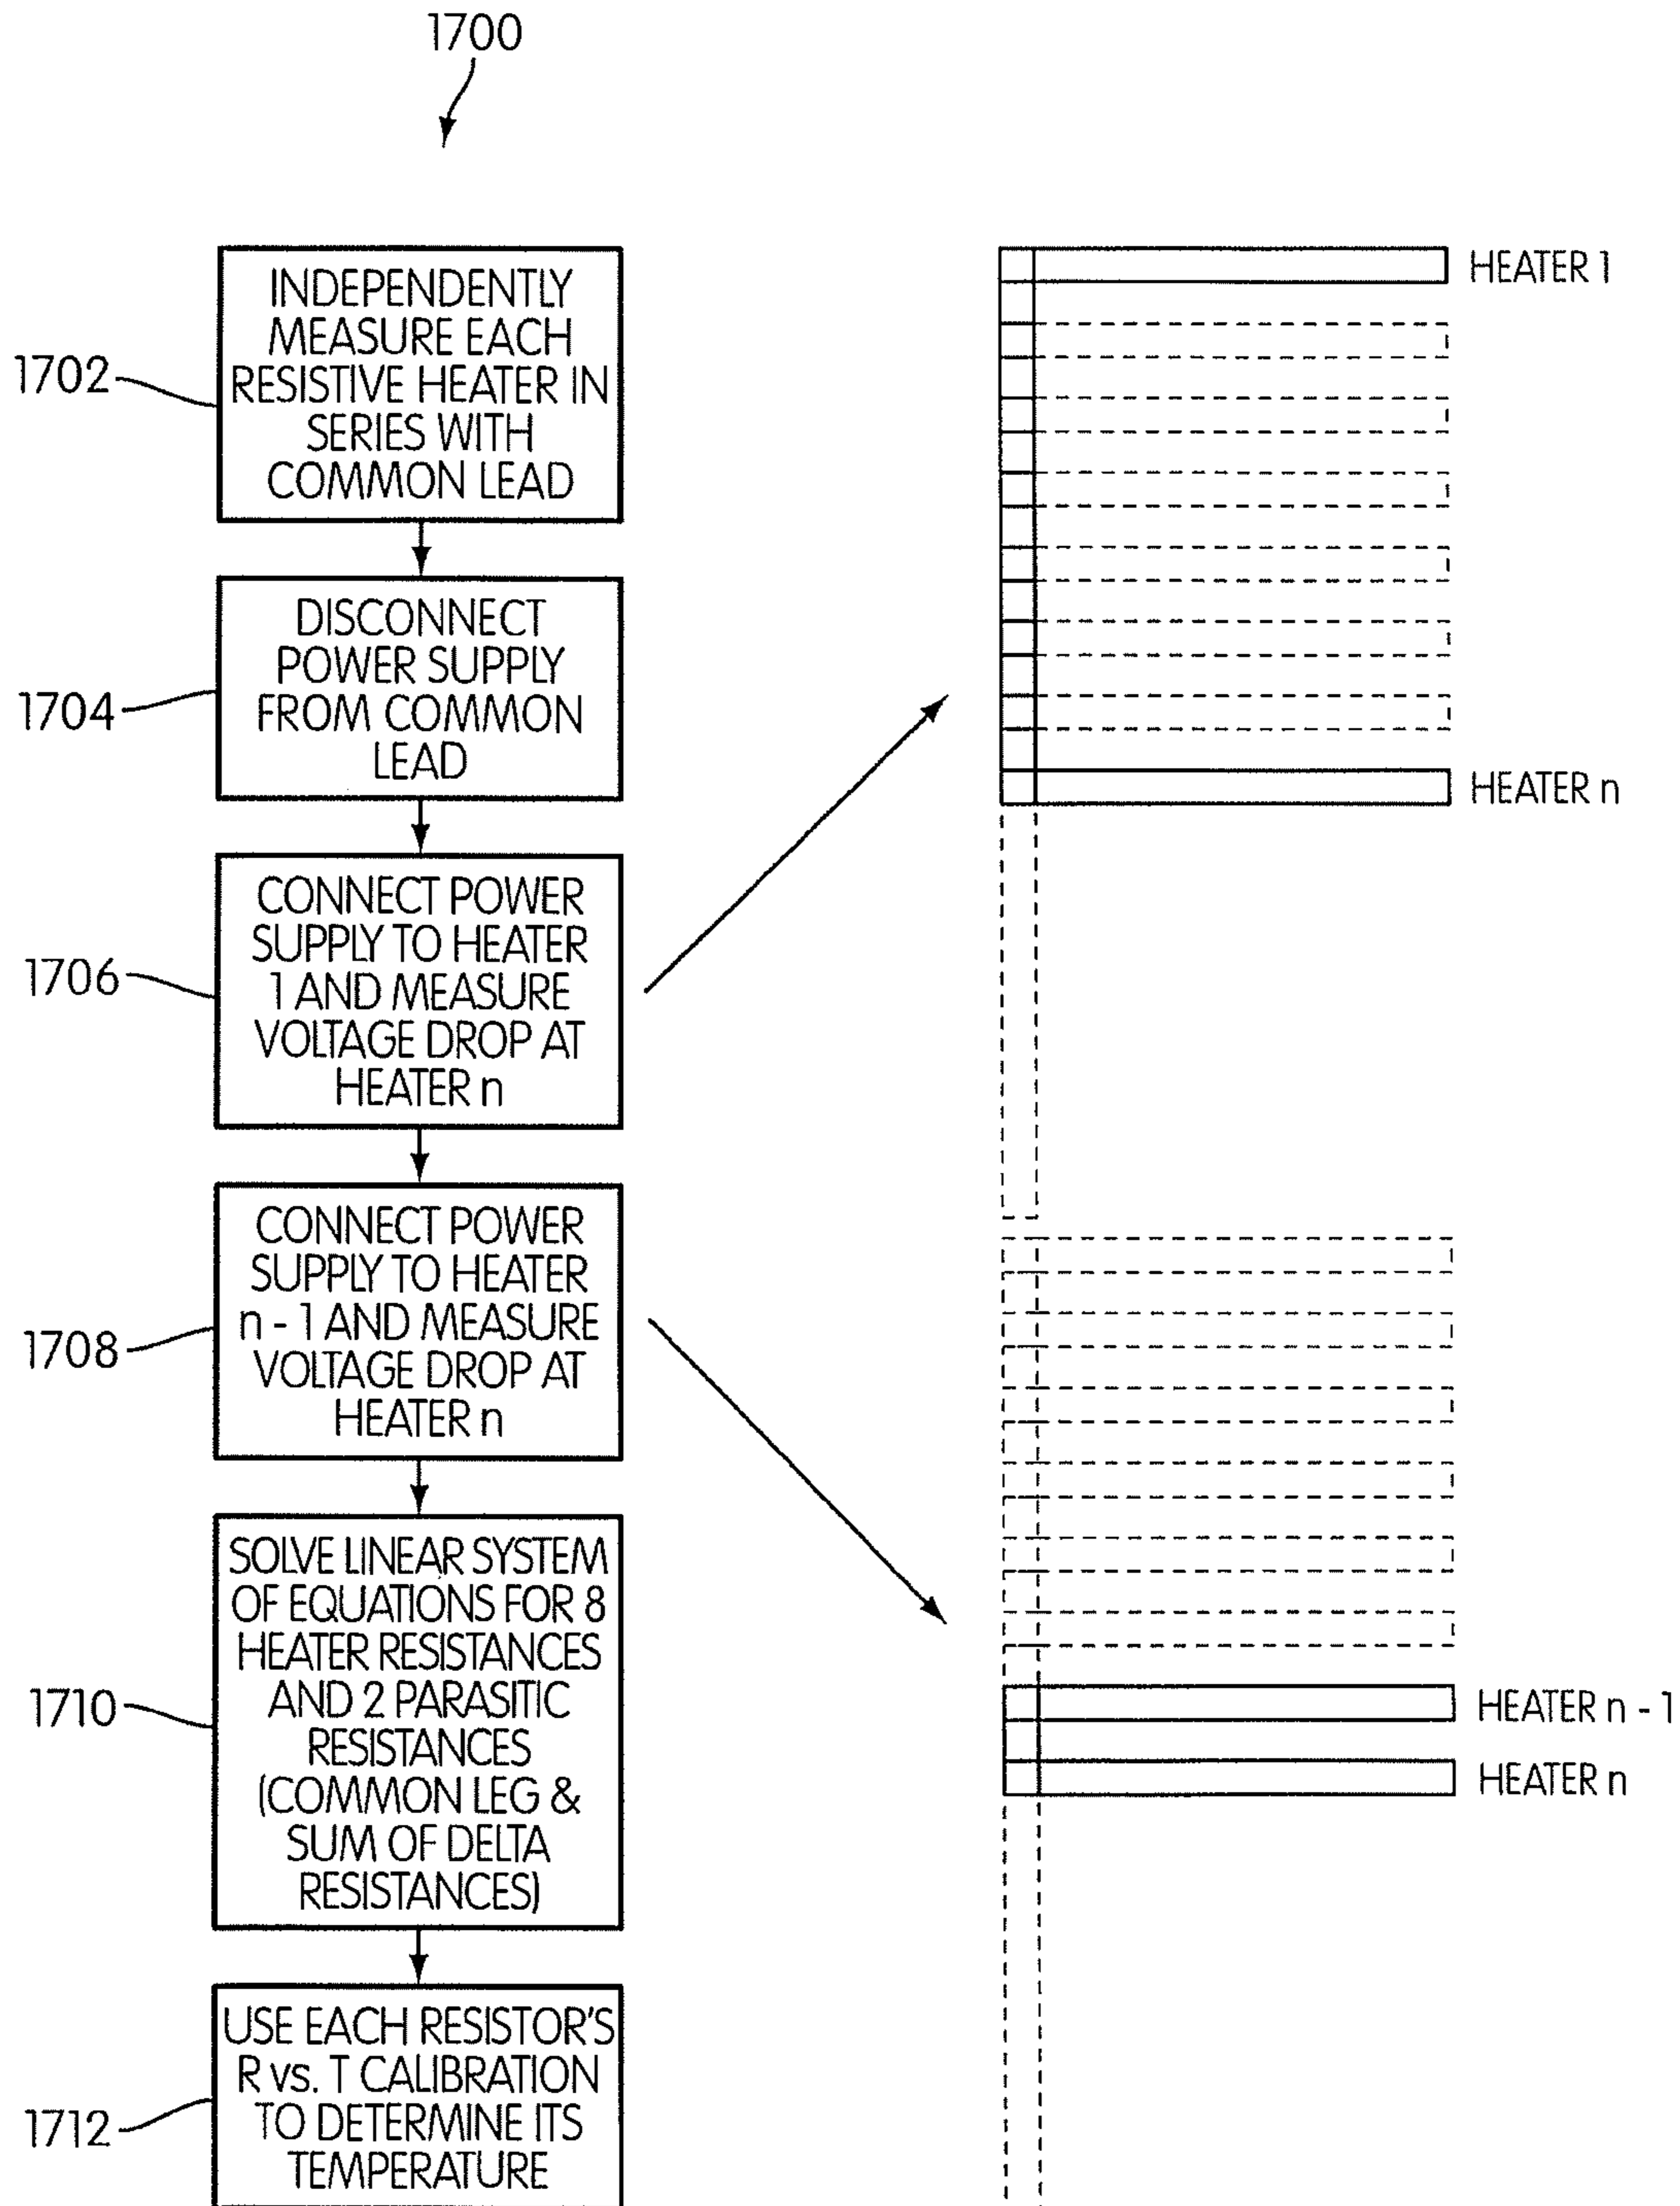 1700
1702
INDEPENDENTLY
MEASURE EACH
RESISTIVE HEATER IN
SERIES WITH
COMMON LEAD
1704
DISCONNECT
POWER SUPPLY
FROM COMMON
LEAD
1706
CONNECT POWER
SUPPLY TO HEATER
1 AND MEASURE
VOLTAGE DROP AT
HEATER n
1708
CONNECT POWER
SUPPLY TO HEATER
n - 1 AND MEASURE
VOLTAGE DROP AT
HEATER n
1710
SOLVE LINEAR SYSTEM
OF EQUATIONS FOR 8
HEATER RESISTANCES
AND 2 PARASITIC
RESISTANCES
(COMMON LEG &
SUM OF DELTA
RESISTANCES)
1712
USE EACH RESISTOR'S
R vs. T CALIBRATION
TO DETERMINE ITS
TEMPERATURE
HEATER 1
HEATER n
HEATER n - 1
HEATER n